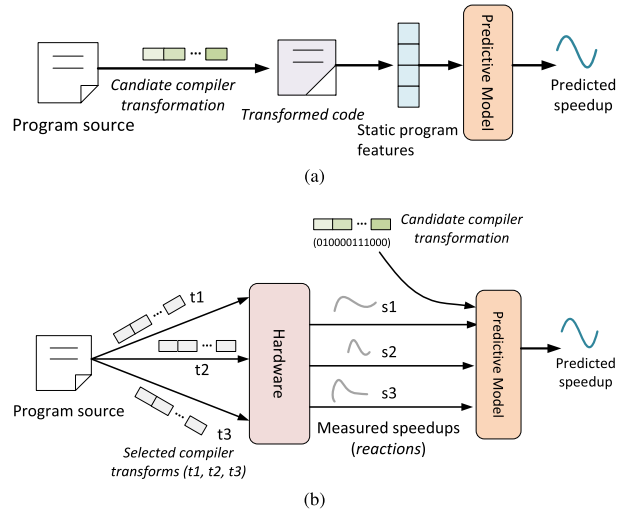 Program source
Candiate compiler
transformation
Transformed code
Static program
features
Predictive Model
Predicted
speedup
(a)
Program source
t1
t2
t3
Selected compiler
transforms (t1, t2, t3)
Hardware
(010000111000)
Candidate compiler
transformation
s1
s2
s3
Measured speedups
(reactions)
Predictive Model
Predicted
speedup
(b)